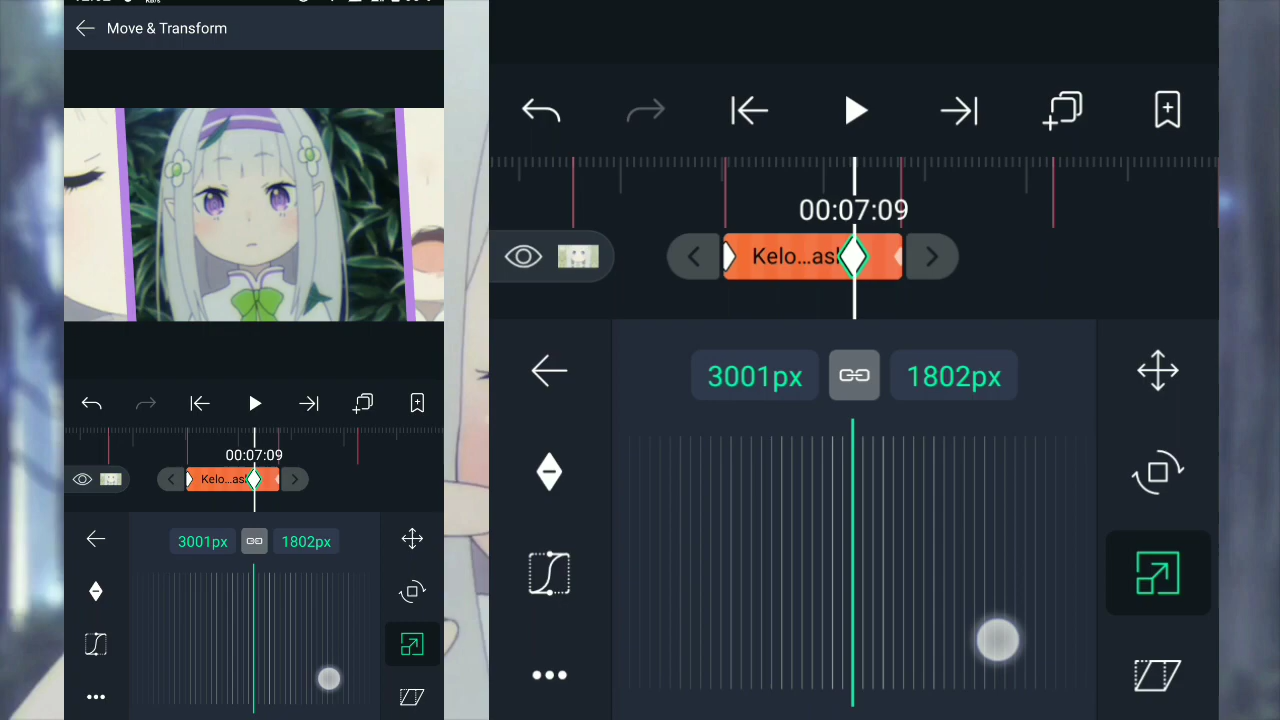 Move & Transform
00:07:09
Kelo...as
3001px
1802px
00:07:09
Kelo...as
3001px
1802px